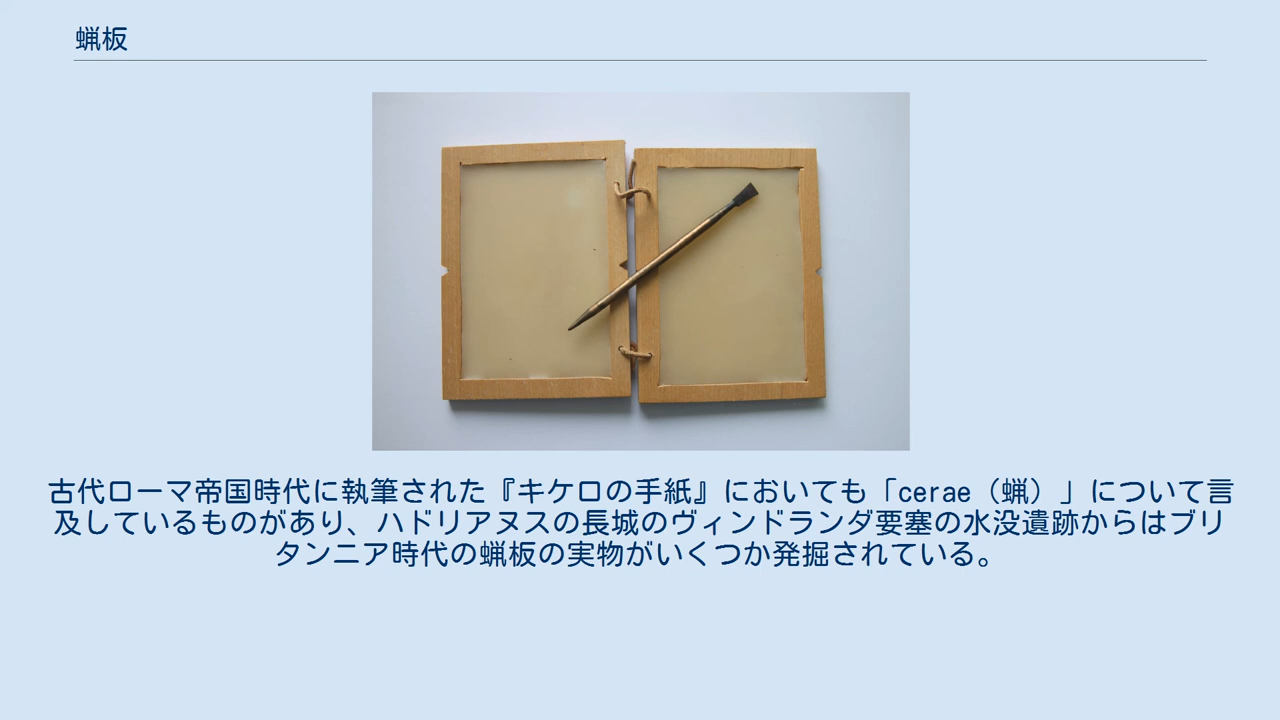 蝋板
古代ローマ帝国時代に執筆された『キケロの手紙』においても「cerae（蝋）」について言
及しているものがあり、ハドリアヌスの長城のヴィンドランダ要塞の水没遺跡からはブリ
タンニア時代の蝋板の実物がいくつか発掘されている。